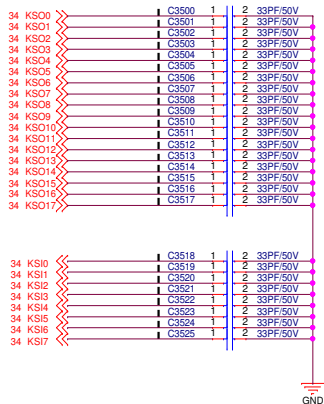 34 KSO0 C3500 1 2 33PF/50V
34 KSO1 C3501 1 2 33PF/50V
34 KSO2 C3502 1 2 33PF/50V
34 KSO3 C3503 1 2 33PF/50V
34 KSO4 C3504 1 2 33PF/50V
34 KSO5 C3505 1 2 33PF/50V
34 KSO6 C3506 1 2 33PF/50V
34 KSO7 C3507 1 2 33PF/50V
34 KSO8 C3508 1 2 33PF/50V
34 KSO9 C3509 1 2 33PF/50V
34 KSO10 C3510 1 2 33PF/50V
34 KSO11 C3511 1 2 33PF/50V
34 KSO12 C3512 1 2 33PF/50V
34 KSO13 C3513 1 2 33PF/50V
34 KSO14 C3514 1 2 33PF/50V
34 KSO15 C3515 1 2 33PF/50V
34 KSO16 C3516 1 2 33PF/50V
34 KSO17 C3517 1 2 33PF/50V
34 KSI0 C3518 1 2 33PF/50V
34 KSI1 C3519 1 2 33PF/50V
34 KSI2 C3520 1 2 33PF/50V
34 KSI3 C3521 1 2 33PF/50V
34 KSI4 C3522 1 2 33PF/50V
34 KSI5 C3523 1 2 33PF/50V
34 KSI6 C3524 1 2 33PF/50V
34 KSI7 C3525 1 2 33PF/50V
GND